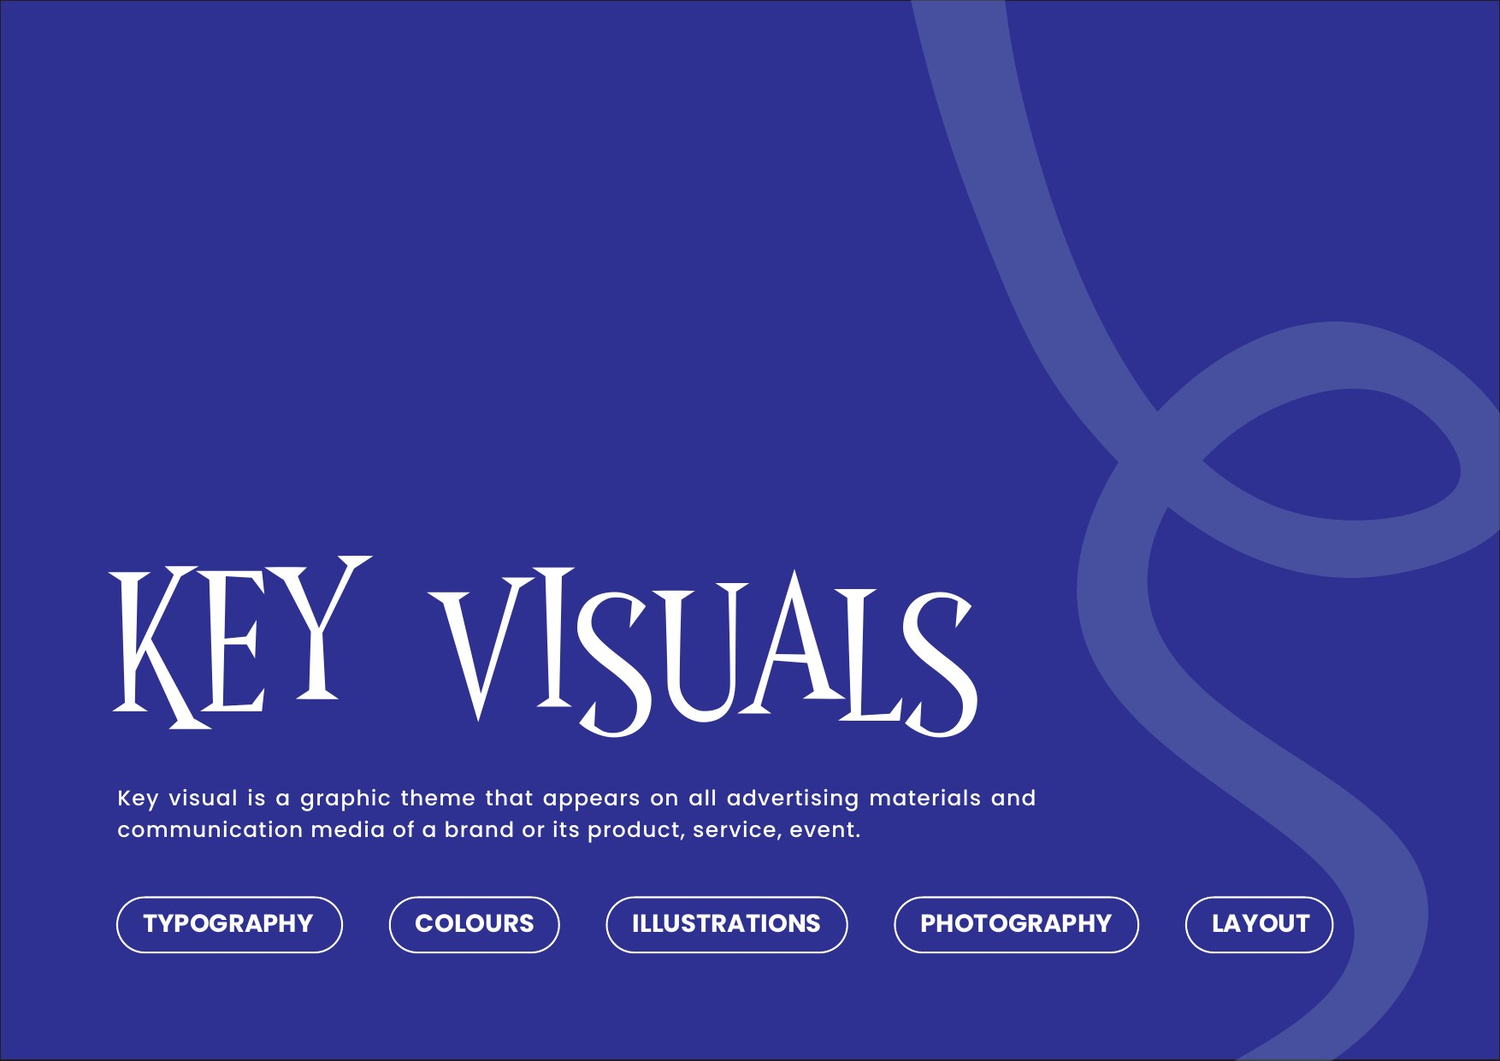 KEY VISUALS
Key visual is a graphic theme that appears on all advertising materials and
communication media of a brand or its product, service, event.
TYPOGRAPHY COLOURS ILLUSTRATIONS PHOTOGRAPHY LAYOUT